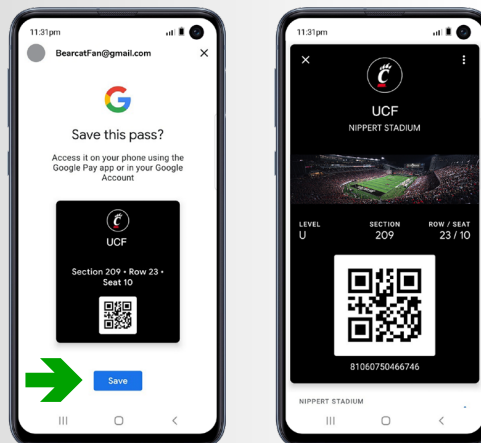 11:31pm
BearcatFan@gmail.com
Save this pass?
Access it on your phone using the
Google Pay app or in your Google
Account
UCF
Section 209 • Row 23 •
Seat 10
Save
11:31pm
UCF
NIPPERT STADIUM
LEVEL
U
SECTION
209
ROW / SEAT
23 / 10
81060750466746
NIPPERT STADIUM